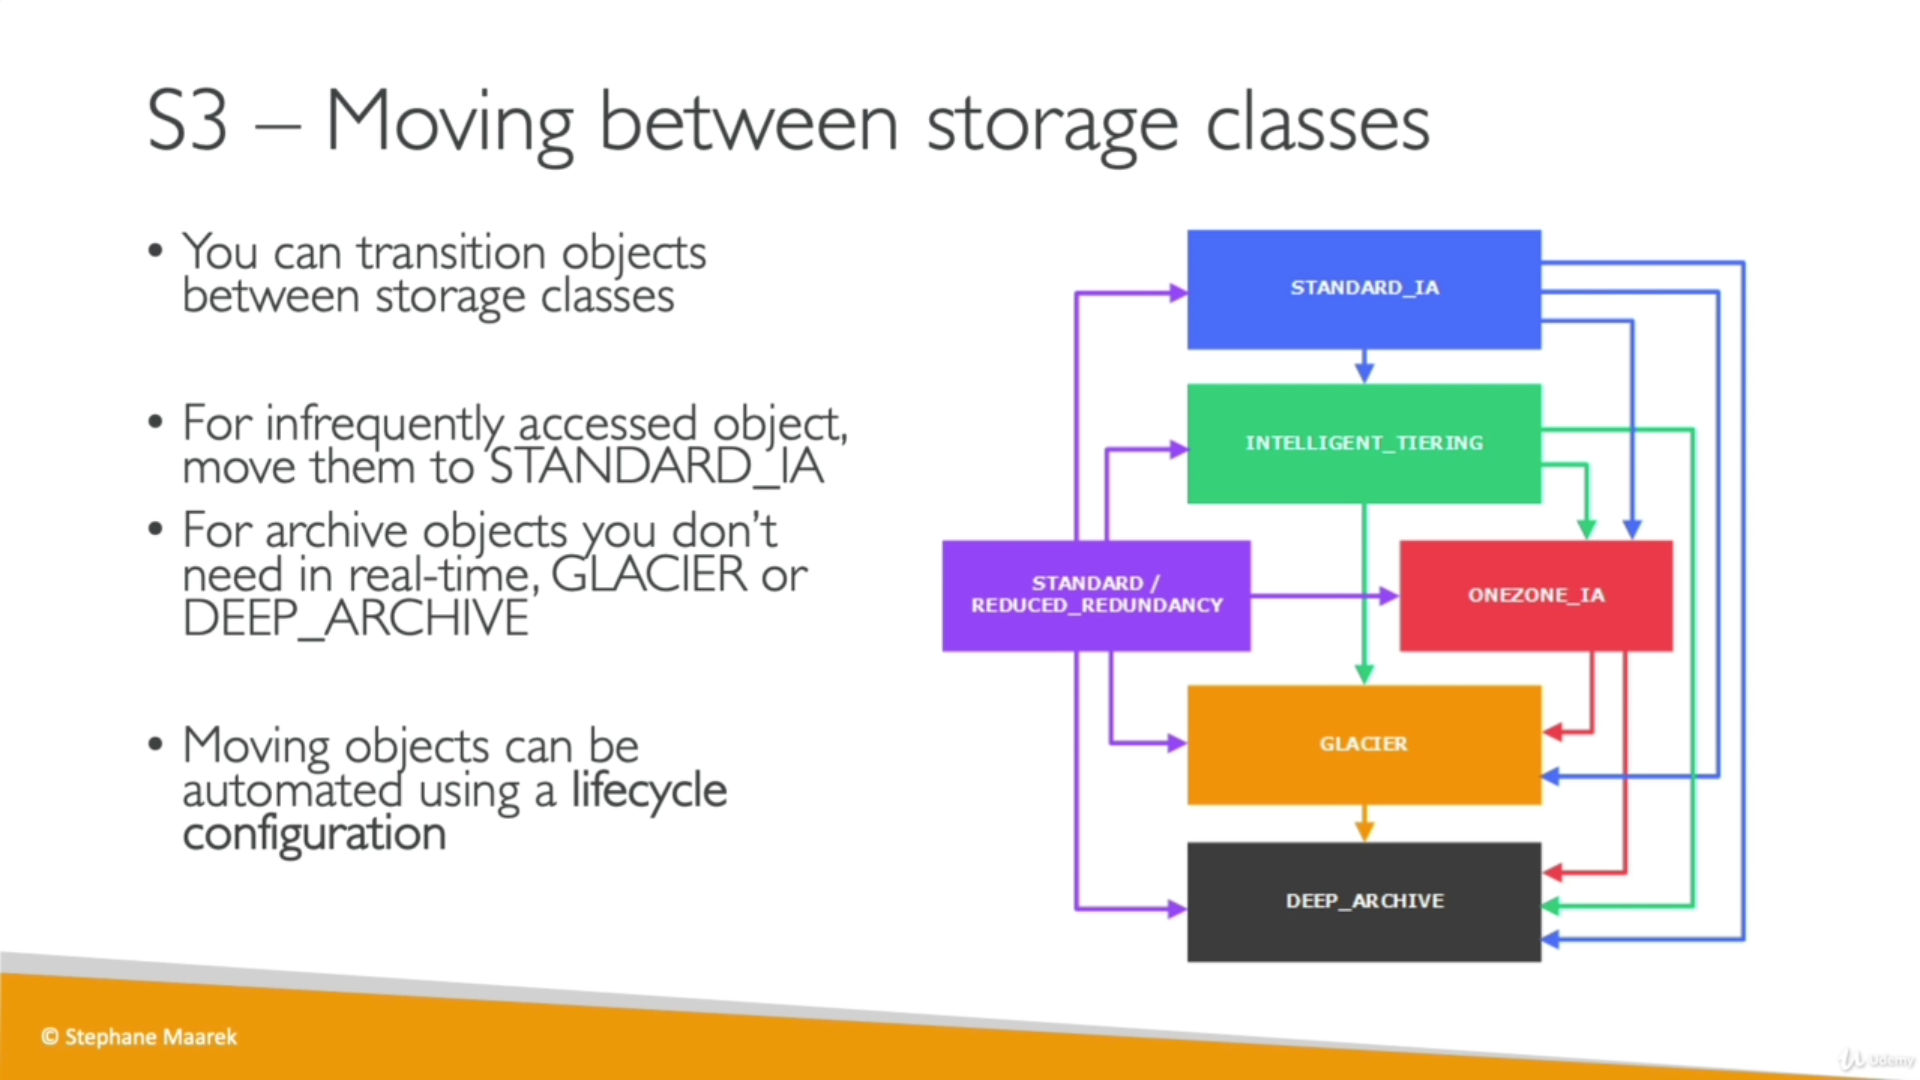 S3 – Moving between storage classes
• You can transition objects
between storage classes
• For infrequently accessed object,
move them to STANDARD_IA
• For archive objects you don’t
need in real-time, GLACIER or
DEEP_ARCHIVE
• Moving objects can be
automated using a lifecycle
configuration
STANDARD_IA
INTELLIGENT_TIERING
STANDARD /
REDUCED_REDUNDANCY
ONEZONE_IA
GLACIER
DEEP_ARCHIVE
© Stephane Maarek
Udemy